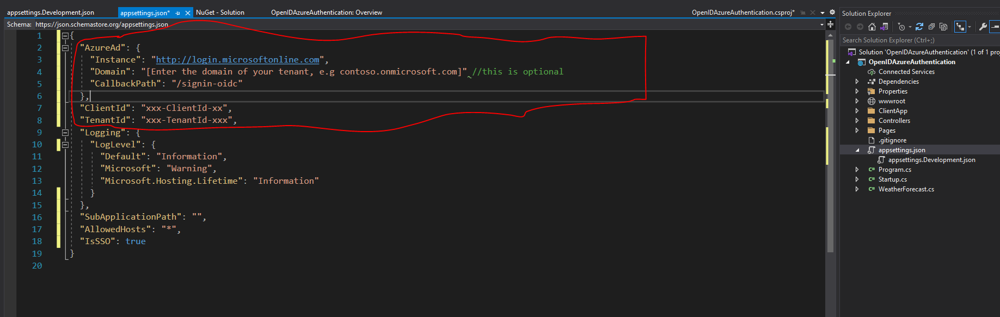 appsettings.Development.json appsettings.json* NuGet - Solution OpenIDAzureAuthentication: Overview OpenIDAzureAuthentication.csproj*
Schema: https://json.schemastore.org/appsettings.json
1 {
2 "AzureAd": {
3 "Instance": "http://login.microsoftonline.com",
4 "Domain": "[Enter the domain of your tenant, e.g contoso.onmicrosoft.com]" //this is optional
5 "CallbackPath": "/signin-oidc"
6 },
7 "ClientId": "xxx-ClientId-xx",
8 "TenantId": "xxx-TenantId-xxx",
9 "Logging": {
10 "LogLevel": {
11 "Default": "Information",
12 "Microsoft": "Warning",
13 "Microsoft.Hosting.Lifetime": "Information"
14 }
15 },
16 "SubApplicationPath": "",
17 "AllowedHosts": "*",
18 "IsSSO": true
19 }
20
Solution Explorer
Search Solution Explorer (Ctrl+;)
Solution 'OpenIDAzureAuthentication' (1 of 1 pro
OpenIDAzureAuthentication
Connected Services
Dependencies
Properties
wwwroot
ClientApp
Controllers
Pages
.gitignore
appsettings.json
appsettings.Development.json
C# Program.cs
C# Startup.cs
C# WeatherForecast.cs